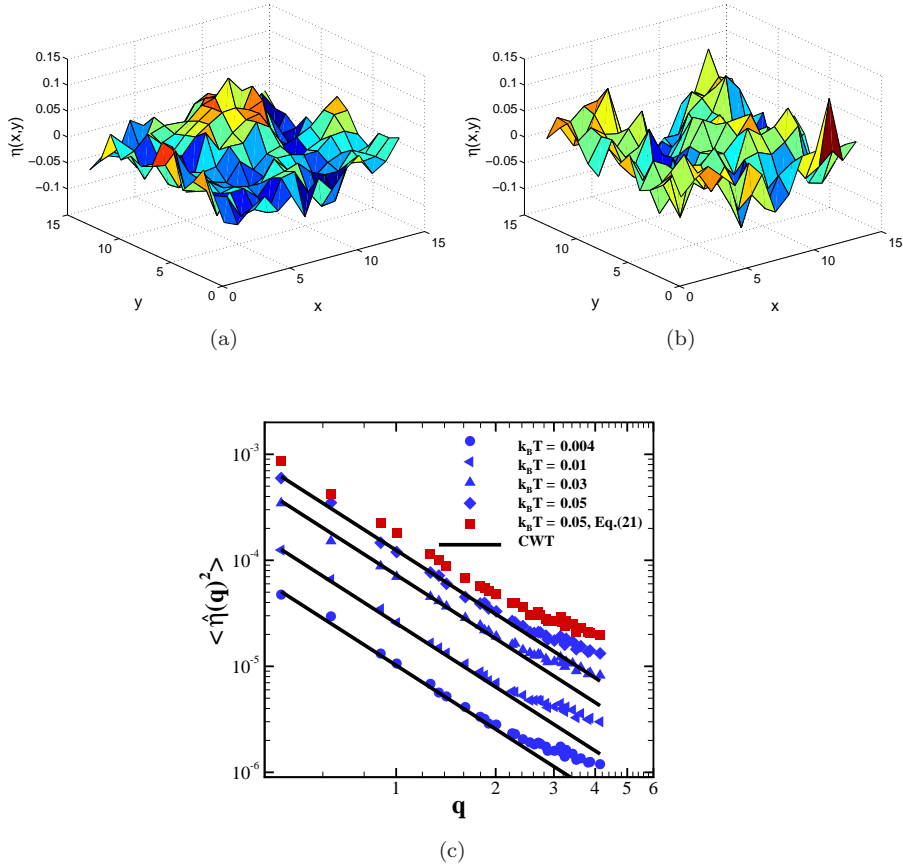 0.15
0.1
0.05
0
−0.05
−0.1
η(x,y)
15
10
5
0
y
0
5
10
15
x
(a)
0.15
0.1
0.05
0
−0.05
−0.1
η(x,y)
15
10
5
0
y
0
5
10
15
x
(b)
10⁻³
10⁻⁴
10⁻⁵
10⁻⁶
< η̂(q)² >
k_BT = 0.004
k_BT = 0.01
k_BT = 0.03
k_BT = 0.05
k_BT = 0.05, Eq.(21)
CWT
1 2 3 4 5 6
q
(c)